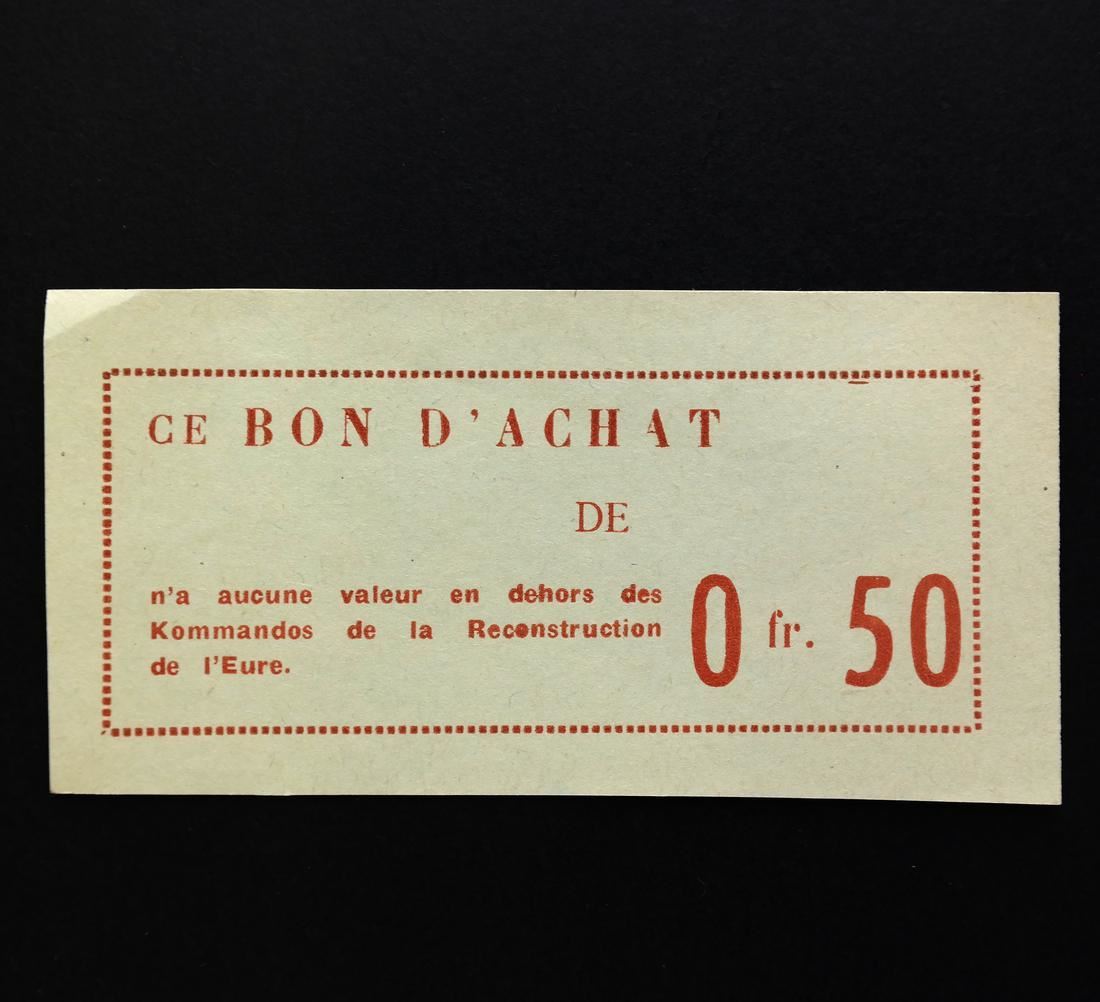 CE BON D'ACHAT
DE
n'a aucune valeur en dehors des
Kommandos de la Reconstruction
de l'Eure.
0 fr. 50